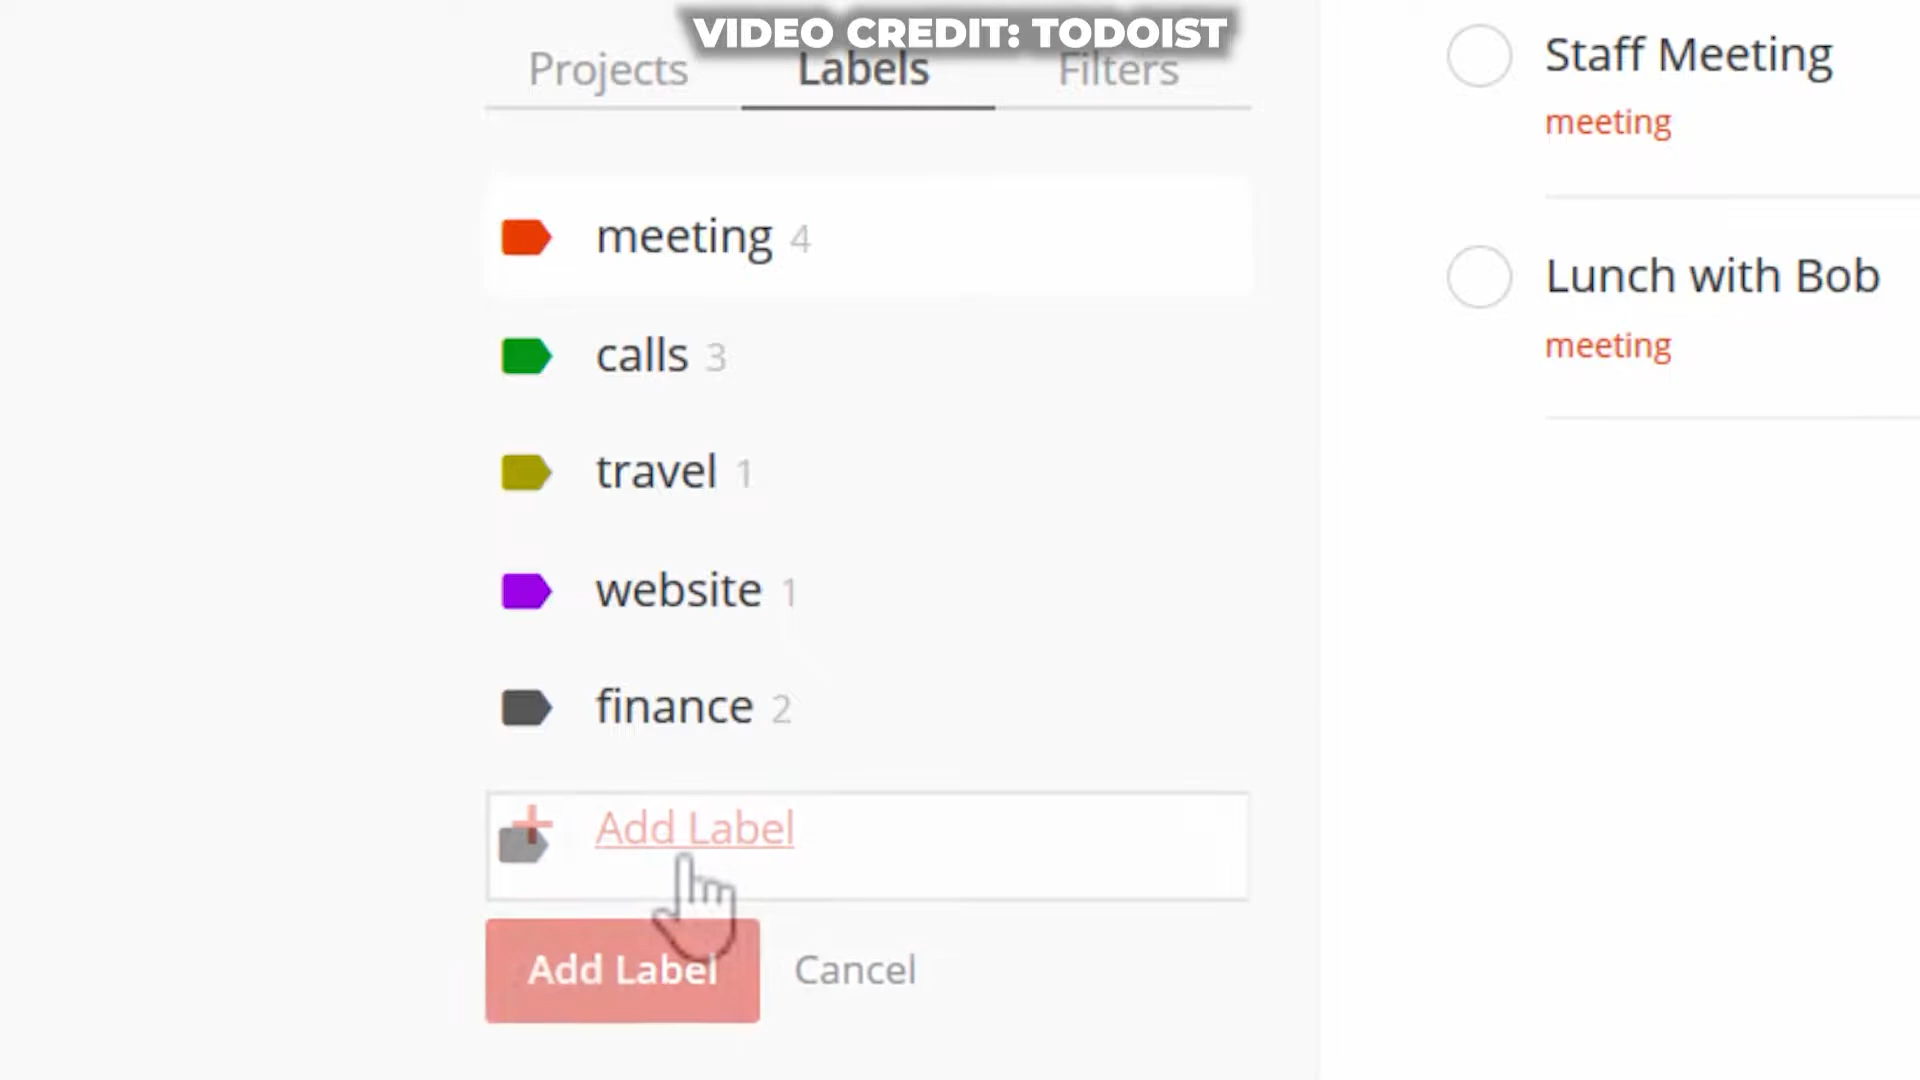 VIDEO CREDIT: TODOIST
Projects Labels Filters
meeting 4
calls 3
travel 1
website 1
finance 2
+ Add Label
Add Label Cancel
Staff Meeting
meeting
Lunch with Bob
meeting